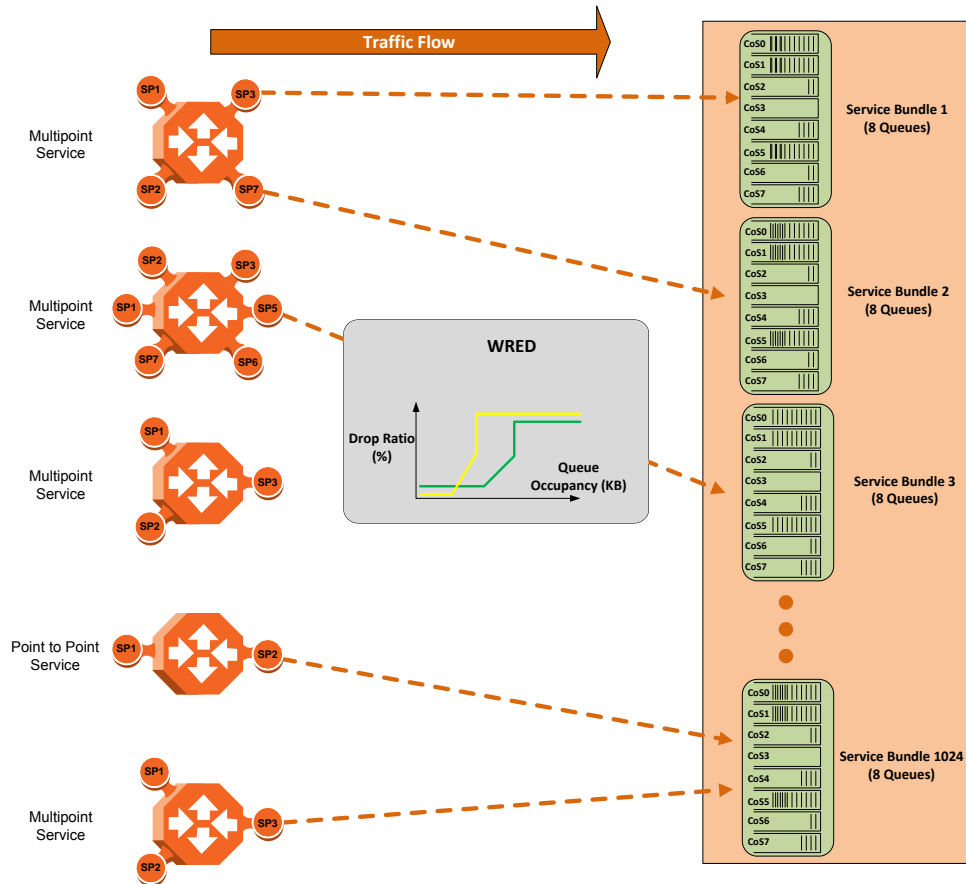 Traffic Flow
SP1
SP3
Multipoint
Service
SP2
SP7
SP2
SP3
Multipoint
Service
SP1
SP5
SP7
SP6
SP1
Multipoint
Service
SP3
SP2
Point to Point
Service
SP1
SP2
SP1
Multipoint
Service
SP3
SP2
WRED
Drop Ratio
(%)
Queue
Occupancy (KB)
CoS0
CoS1
CoS2
CoS3
CoS4
CoS5
CoS6
CoS7
Service Bundle 1
(8 Queues)
CoS0
CoS1
CoS2
CoS3
CoS4
CoS5
CoS6
CoS7
Service Bundle 2
(8 Queues)
CoS0
CoS1
CoS2
CoS3
CoS4
CoS5
CoS6
CoS7
Service Bundle 3
(8 Queues)
CoS0
CoS1
CoS2
CoS3
CoS4
CoS5
CoS6
CoS7
Service Bundle 1024
(8 Queues)